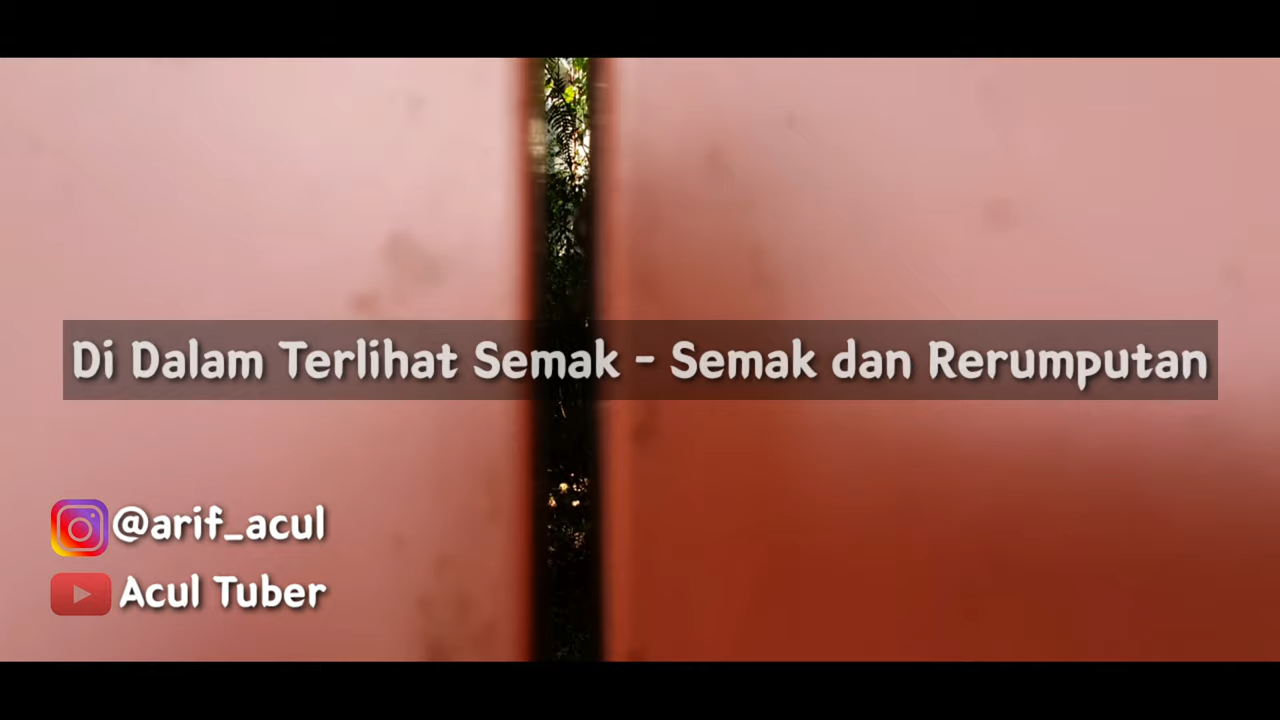 Di Dalam Terlihat Semak - Semak dan Rerumputan
@arif_acul
Acul Tuber